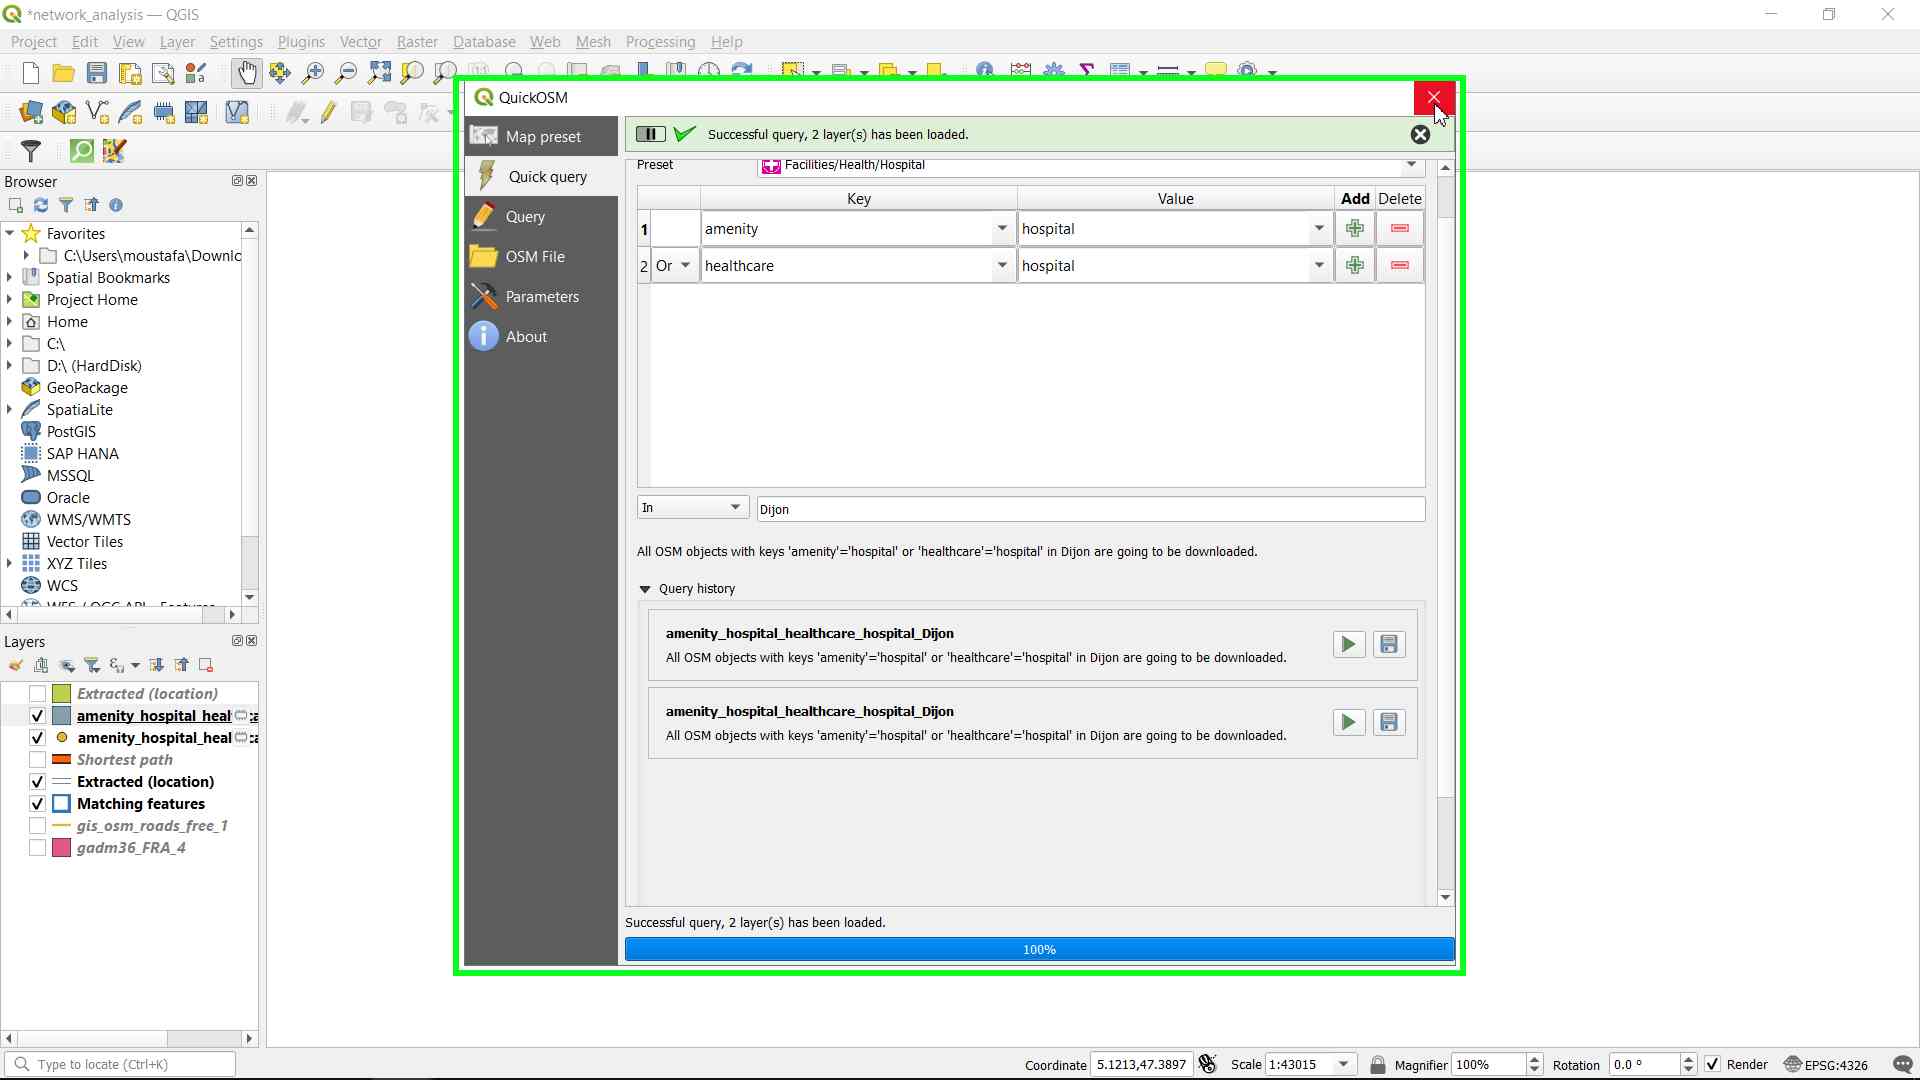 *network_analysis — QGIS
Project Edit View Layer Settings Plugins Vector Raster Database Web Mesh Processing Help
QuickOSM
Map preset
Quick query
Query
OSM File
Parameters
About
Successful query, 2 layer(s) has been loaded.
Preset Facilities/Health/Hospital
Key Value Add Delete
1 amenity hospital
2 Or healthcare hospital
In Dijon
All OSM objects with keys 'amenity'='hospital' or 'healthcare'='hospital' in Dijon are going to be downloaded.
Query history
amenity_hospital_healthcare_hospital_Dijon
All OSM objects with keys 'amenity'='hospital' or 'healthcare'='hospital' in Dijon are going to be downloaded.
amenity_hospital_healthcare_hospital_Dijon
All OSM objects with keys 'amenity'='hospital' or 'healthcare'='hospital' in Dijon are going to be downloaded.
Successful query, 2 layer(s) has been loaded.
100%
Browser
Favorites
C:\Users\moustafa\Downlc
Spatial Bookmarks
Project Home
Home
C:\
D:\ (HardDisk)
GeoPackage
SpatiaLite
PostGIS
SAP HANA
MSSQL
Oracle
WMS/WMTS
Vector Tiles
XYZ Tiles
WCS
Layers
Extracted (location)
amenity_hospital_heal
amenity_hospital_heal
Shortest path
Extracted (location)
Matching features
gis_osm_roads_free_1
gadm36_FRA_4
Type to locate (Ctrl+K)
Coordinate 5.1213,47.3897 Scale 1:43015 Magnifier 100% Rotation 0.0 ° Render EPSG:4326